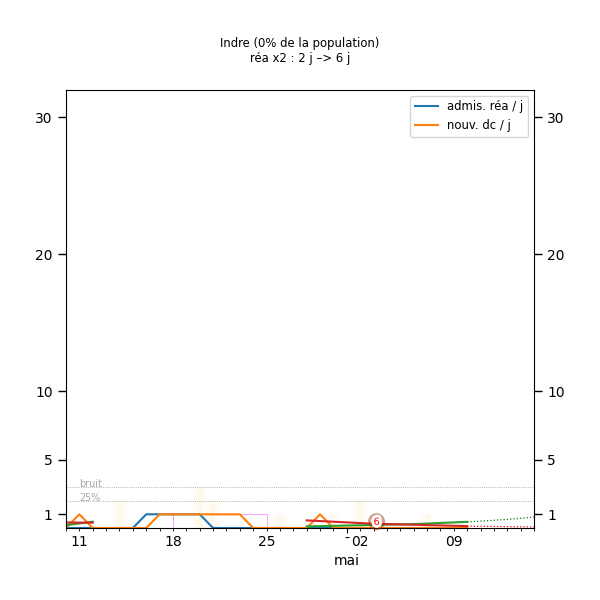 Indre (0% de la population)
réa x2 : 2 j –> 6 j
admis. réa / j
nouv. dc / j
30 30
20 20
10 10
5 5
bruit
25%
1 6 1
11 18 25 02 09
mai